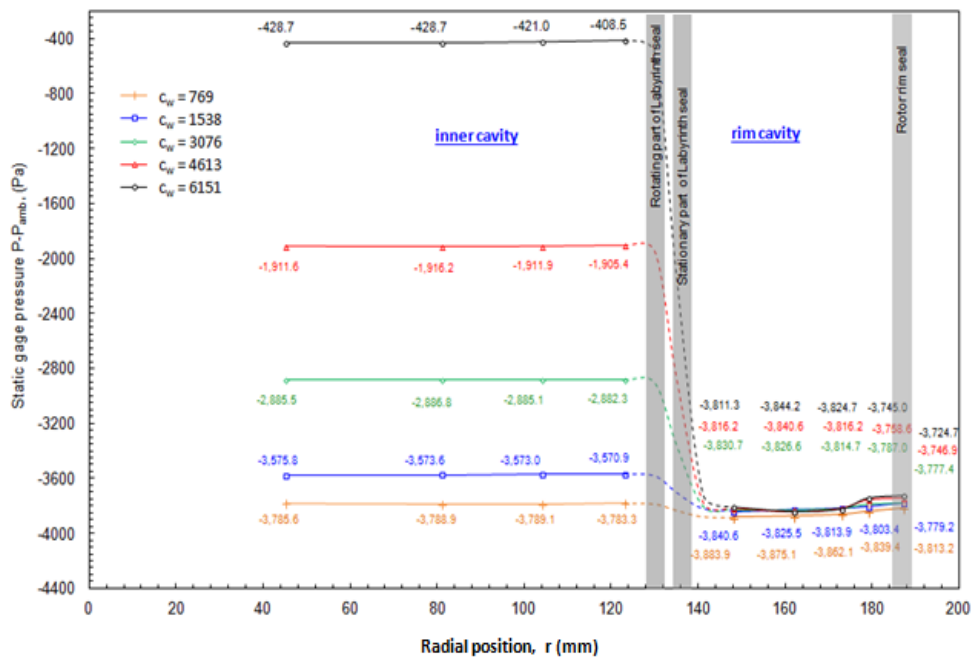 -428.7 -428.7 -421.0 -408.5
-400
-800
-1200
-1600
-2000
-2400
-2800
-3200
-3600
-4000
-4400
Static gage pressure P-Pamb, (Pa)
cw = 769
cw = 1538
cw = 3076
cw = 4613
cw = 6151
inner cavity
rim cavity
Rotating part of Labyrinth seal
Stationary part of Labyrinth seal
Rotor rim seal
-1,911.6 -1,916.2 -1,911.9 -1,905.4
-2,885.5 -2,886.8 -2,885.1 -2,882.3
-3,575.8 -3,573.6 -3,573.0 -3,570.9
-3,785.6 -3,788.9 -3,789.1 -3,783.3
-3,811.3 -3,844.2 -3,824.7 -3,745.0 -3,724.7
-3,816.2 -3,840.6 -3,816.2 -3,758.6 -3,746.9
-3,830.7 -3,826.6 -3,814.7 -3,787.0 -3,777.4
-3,840.6 -3,825.5 -3,813.9 -3,803.4 -3,779.2
-3,883.9 -3,875.1 -3,862.1 -3,839.4 -3,813.2
0 20 40 60 80 100 120 140 160 180 200
Radial position, r (mm)